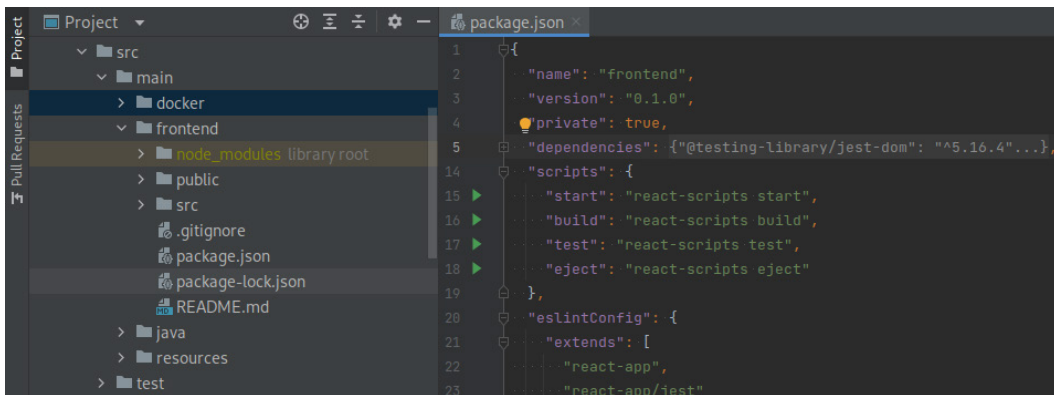 Project
Pull Requests
Project
src
main
docker
frontend
node_modules library root
public
src
.gitignore
package.json
package-lock.json
README.md
java
resources
test
package.json
1 {
2 "name": "frontend",
3 "version": "0.1.0",
4 "private": true,
5 "dependencies": {"@testing-library/jest-dom": "^5.16.4"...},
14 "scripts": {
15 "start": "react-scripts start",
16 "build": "react-scripts build",
17 "test": "react-scripts test",
18 "eject": "react-scripts eject"
19 },
20 "eslintConfig": {
21 "extends": [
22 "react-app",
23 "react-app/jest"